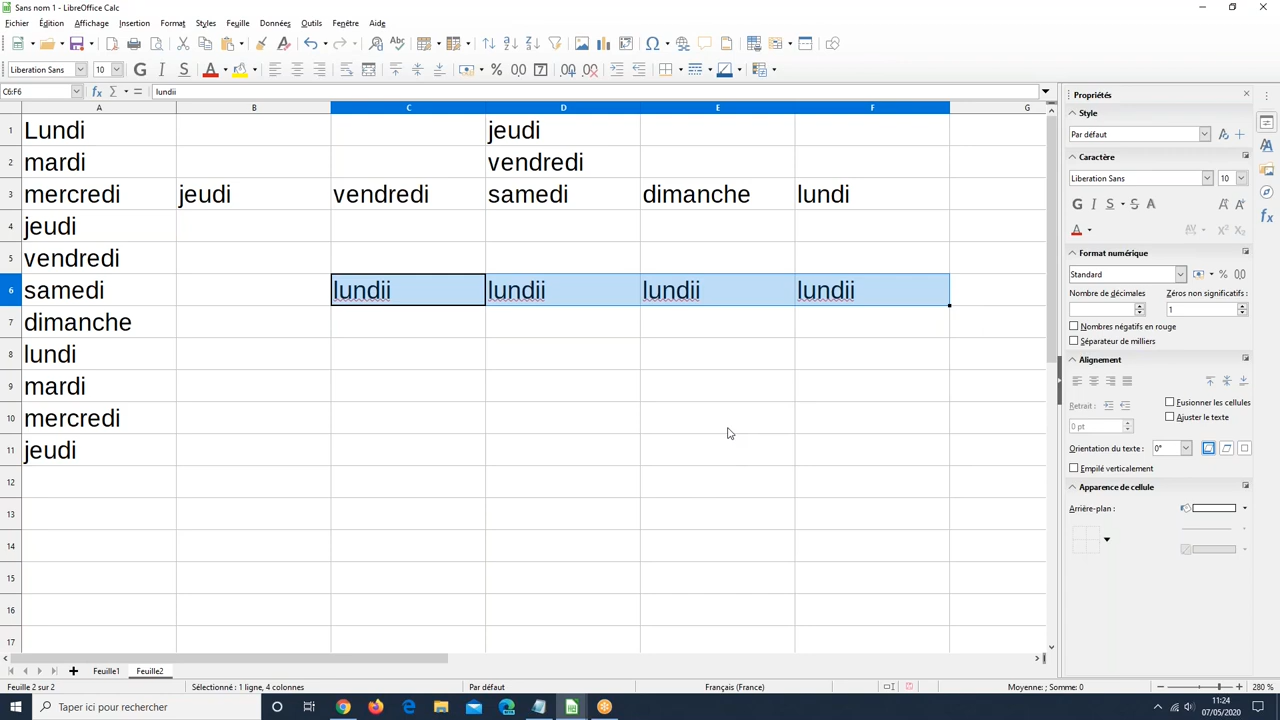 Sans nom 1 - LibreOffice Calc
Fichier Édition Affichage Insertion Format Styles Feuille Données Outils Fenêtre Aide
Liberation Sans 10
C6:F6 lundii
A B C D E F G
1 Lundi jeudi
2 mardi vendredi
3 mercredi jeudi vendredi samedi dimanche lundi
4 jeudi
5 vendredi
6 samedi lundii lundii lundii lundii
7 dimanche
8 lundi
9 mardi
10 mercredi
11 jeudi
12
13
14
15
16
17
Propriétés
Style
Par défaut
Caractère
Liberation Sans 10
Format numérique
Standard
Nombre de décimales Zéros non significatifs :
1
Nombres négatifs en rouge
Séparateur de milliers
Alignement
Retrait : Fusionner les cellules
0 pt Ajuster le texte
Orientation du texte : 0°
Empilé verticalement
Apparence de cellule
Arrière-plan :
Feuille1 Feuille2
Feuille 2 sur 2 Sélectionné : 1 ligne, 4 colonnes Par défaut Français (France) Moyenne: ; Somme: 0 280 %
Taper ici pour rechercher
11:24
07/05/2020